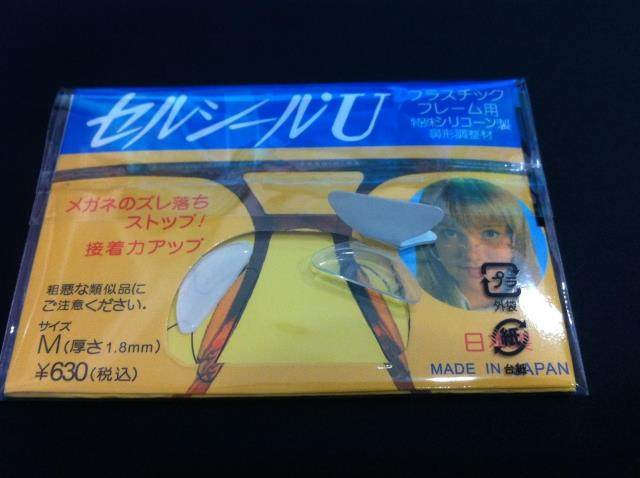 セルシールU
プラスチック
フレーム用
特殊シリコーン製
鼻形調整材
メガネのズレ落ち
ストップ!
接着力アップ
粗悪な類似品に
ご注意ください。
サイズ
M(厚さ1.8mm)
¥630(税込)
プラ
外袋
紙
台紙
日
MADE IN JAPAN